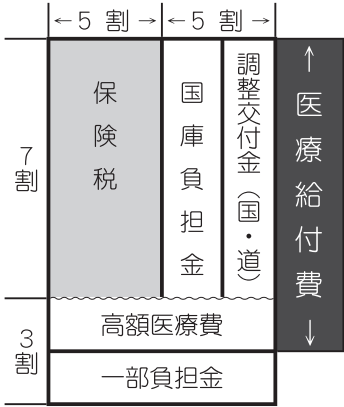 ←5 割→
←5 割→
7割
保険税
国庫負担金
調整交付金（国・道）
↑医療給付費↓
3割
高額医療費
一部負担金